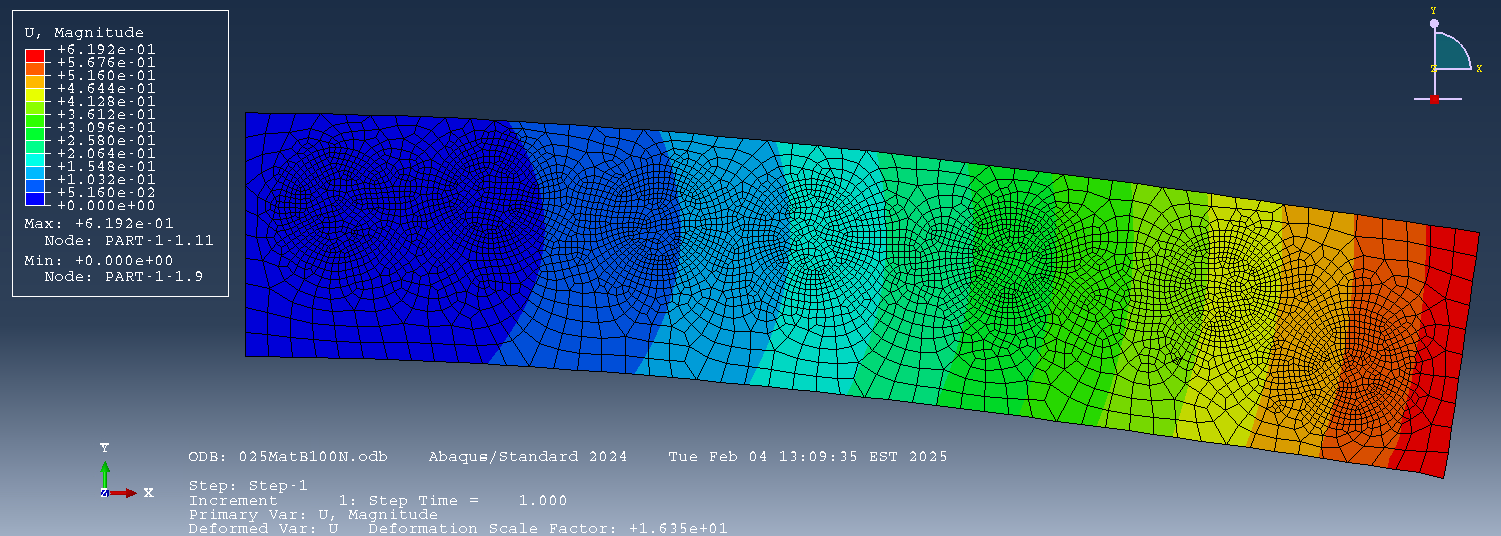 U, Magnitude
+6.192e-01
+5.676e-01
+5.160e-01
+4.644e-01
+4.128e-01
+3.612e-01
+3.096e-01
+2.580e-01
+2.064e-01
+1.548e-01
+1.032e-01
+5.160e-02
+0.000e+00
Max: +6.192e-01
Node: PART-1-1.11
Min: +0.000e+00
Node: PART-1-1.9
Y
Z X
Y
Z X
ODB: 025MatB100N.odb Abaqus/Standard 2024 Tue Feb 04 13:09:35 EST 2025
Step: Step-1
Increment 1: Step Time = 1.000
Primary Var: U, Magnitude
Deformed Var: U Deformation Scale Factor: +1.635e+01